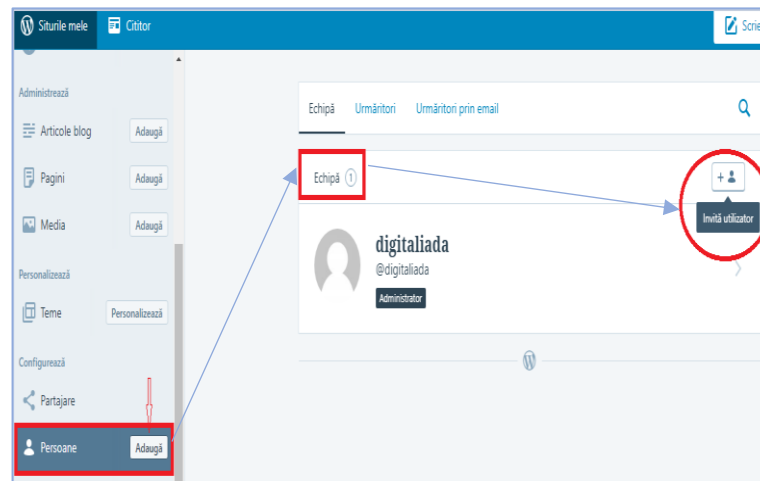 Siturile mele
Cititor
Scrie
Administrează
Articole blog
Adaugă
Pagini
Adaugă
Media
Adaugă
Personalizează
Teme
Personalizează
Configurează
Partajare
Persoane
Adaugă
Echipă
Urmăritori
Urmăritori prin email
Echipă 1
+
Invită utilizator
digitaliada
@digitaliada
Administrator